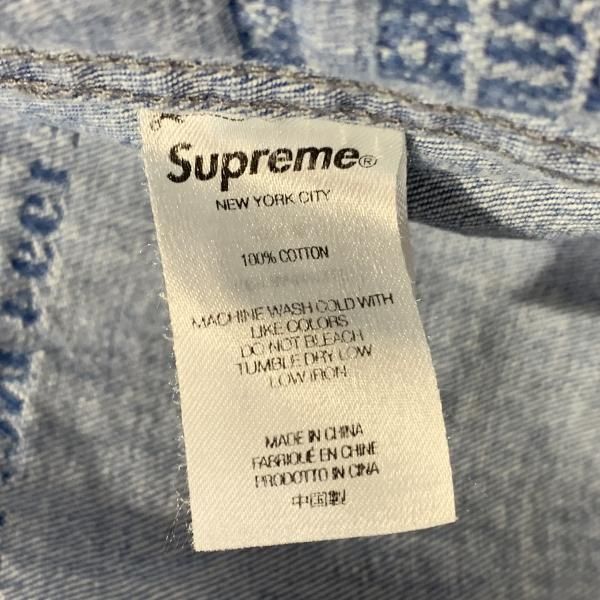 Supreme®
NEW YORK CITY
100% COTTON
MACHINE WASH COLD WITH
LIKE COLORS
DO NOT BLEACH
TUMBLE DRY LOW
LOW IRON
MADE IN CHINA
FABRIQUÉ EN CHINE
PRODOTTO IN CINA
中国製